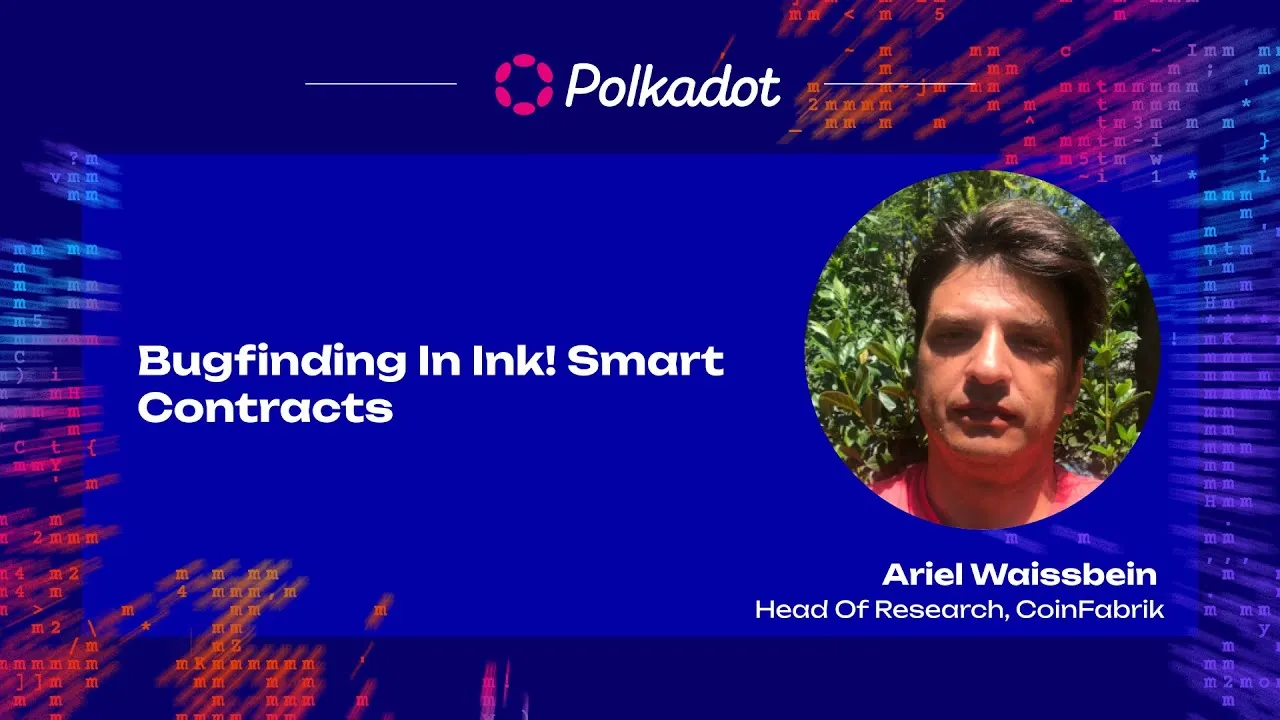 Polkadot
Bugfinding In Ink! Smart
Contracts
Ariel Waissbein
Head Of Research, CoinFabrik